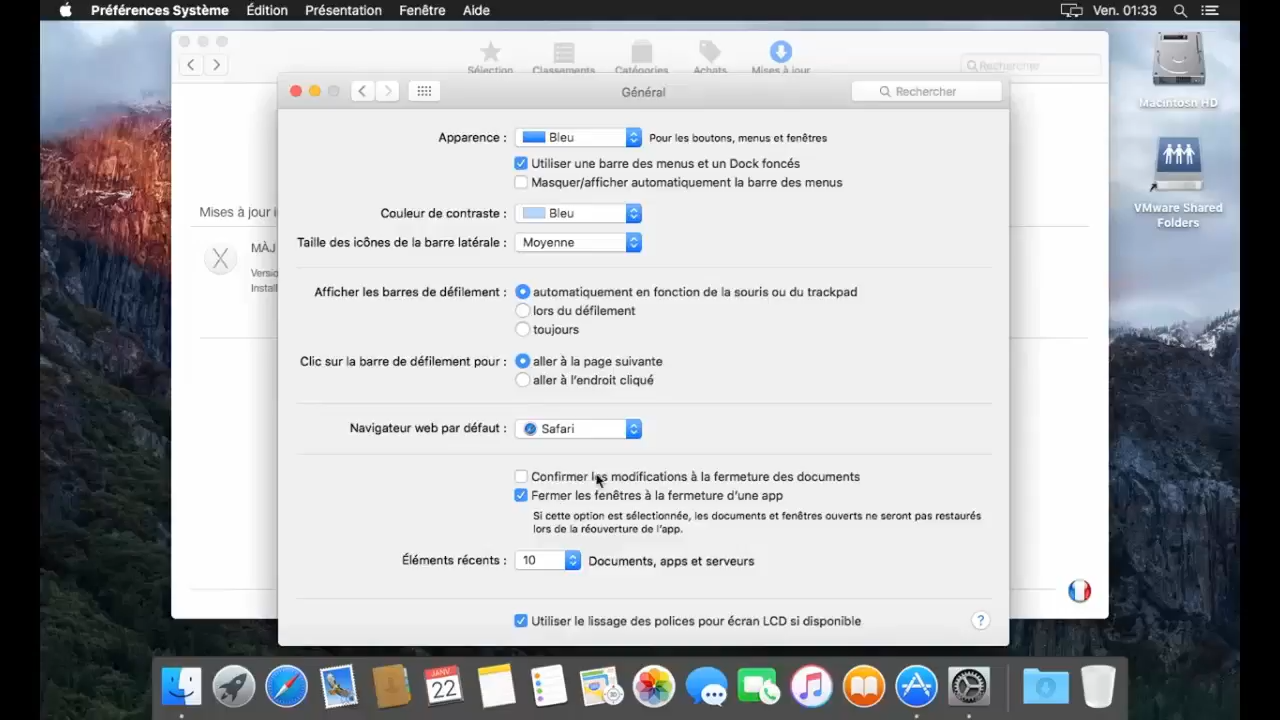 Préférences Système Édition Présentation Fenêtre Aide Ven. 01:33
Sélection Classements Catégories Achats Mises à jour Rechercher
Général Rechercher
Macintosh HD
VMware Shared
Folders
Mises à jour i
MÀJ
Versio
Install
Apparence : Bleu Pour les boutons, menus et fenêtres
Utiliser une barre des menus et un Dock foncés
Masquer/afficher automatiquement la barre des menus
Couleur de contraste : Bleu
Taille des icônes de la barre latérale : Moyenne
Afficher les barres de défilement : automatiquement en fonction de la souris ou du trackpad
lors du défilement
toujours
Clic sur la barre de défilement pour : aller à la page suivante
aller à l'endroit cliqué
Navigateur web par défaut : Safari
Confirmer les modifications à la fermeture des documents
Fermer les fenêtres à la fermeture d'une app
Si cette option est sélectionnée, les documents et fenêtres ouverts ne seront pas restaurés
lors de la réouverture de l'app.
Éléments récents : 10 Documents, apps et serveurs
Utiliser le lissage des polices pour écran LCD si disponible ?
JANV
22